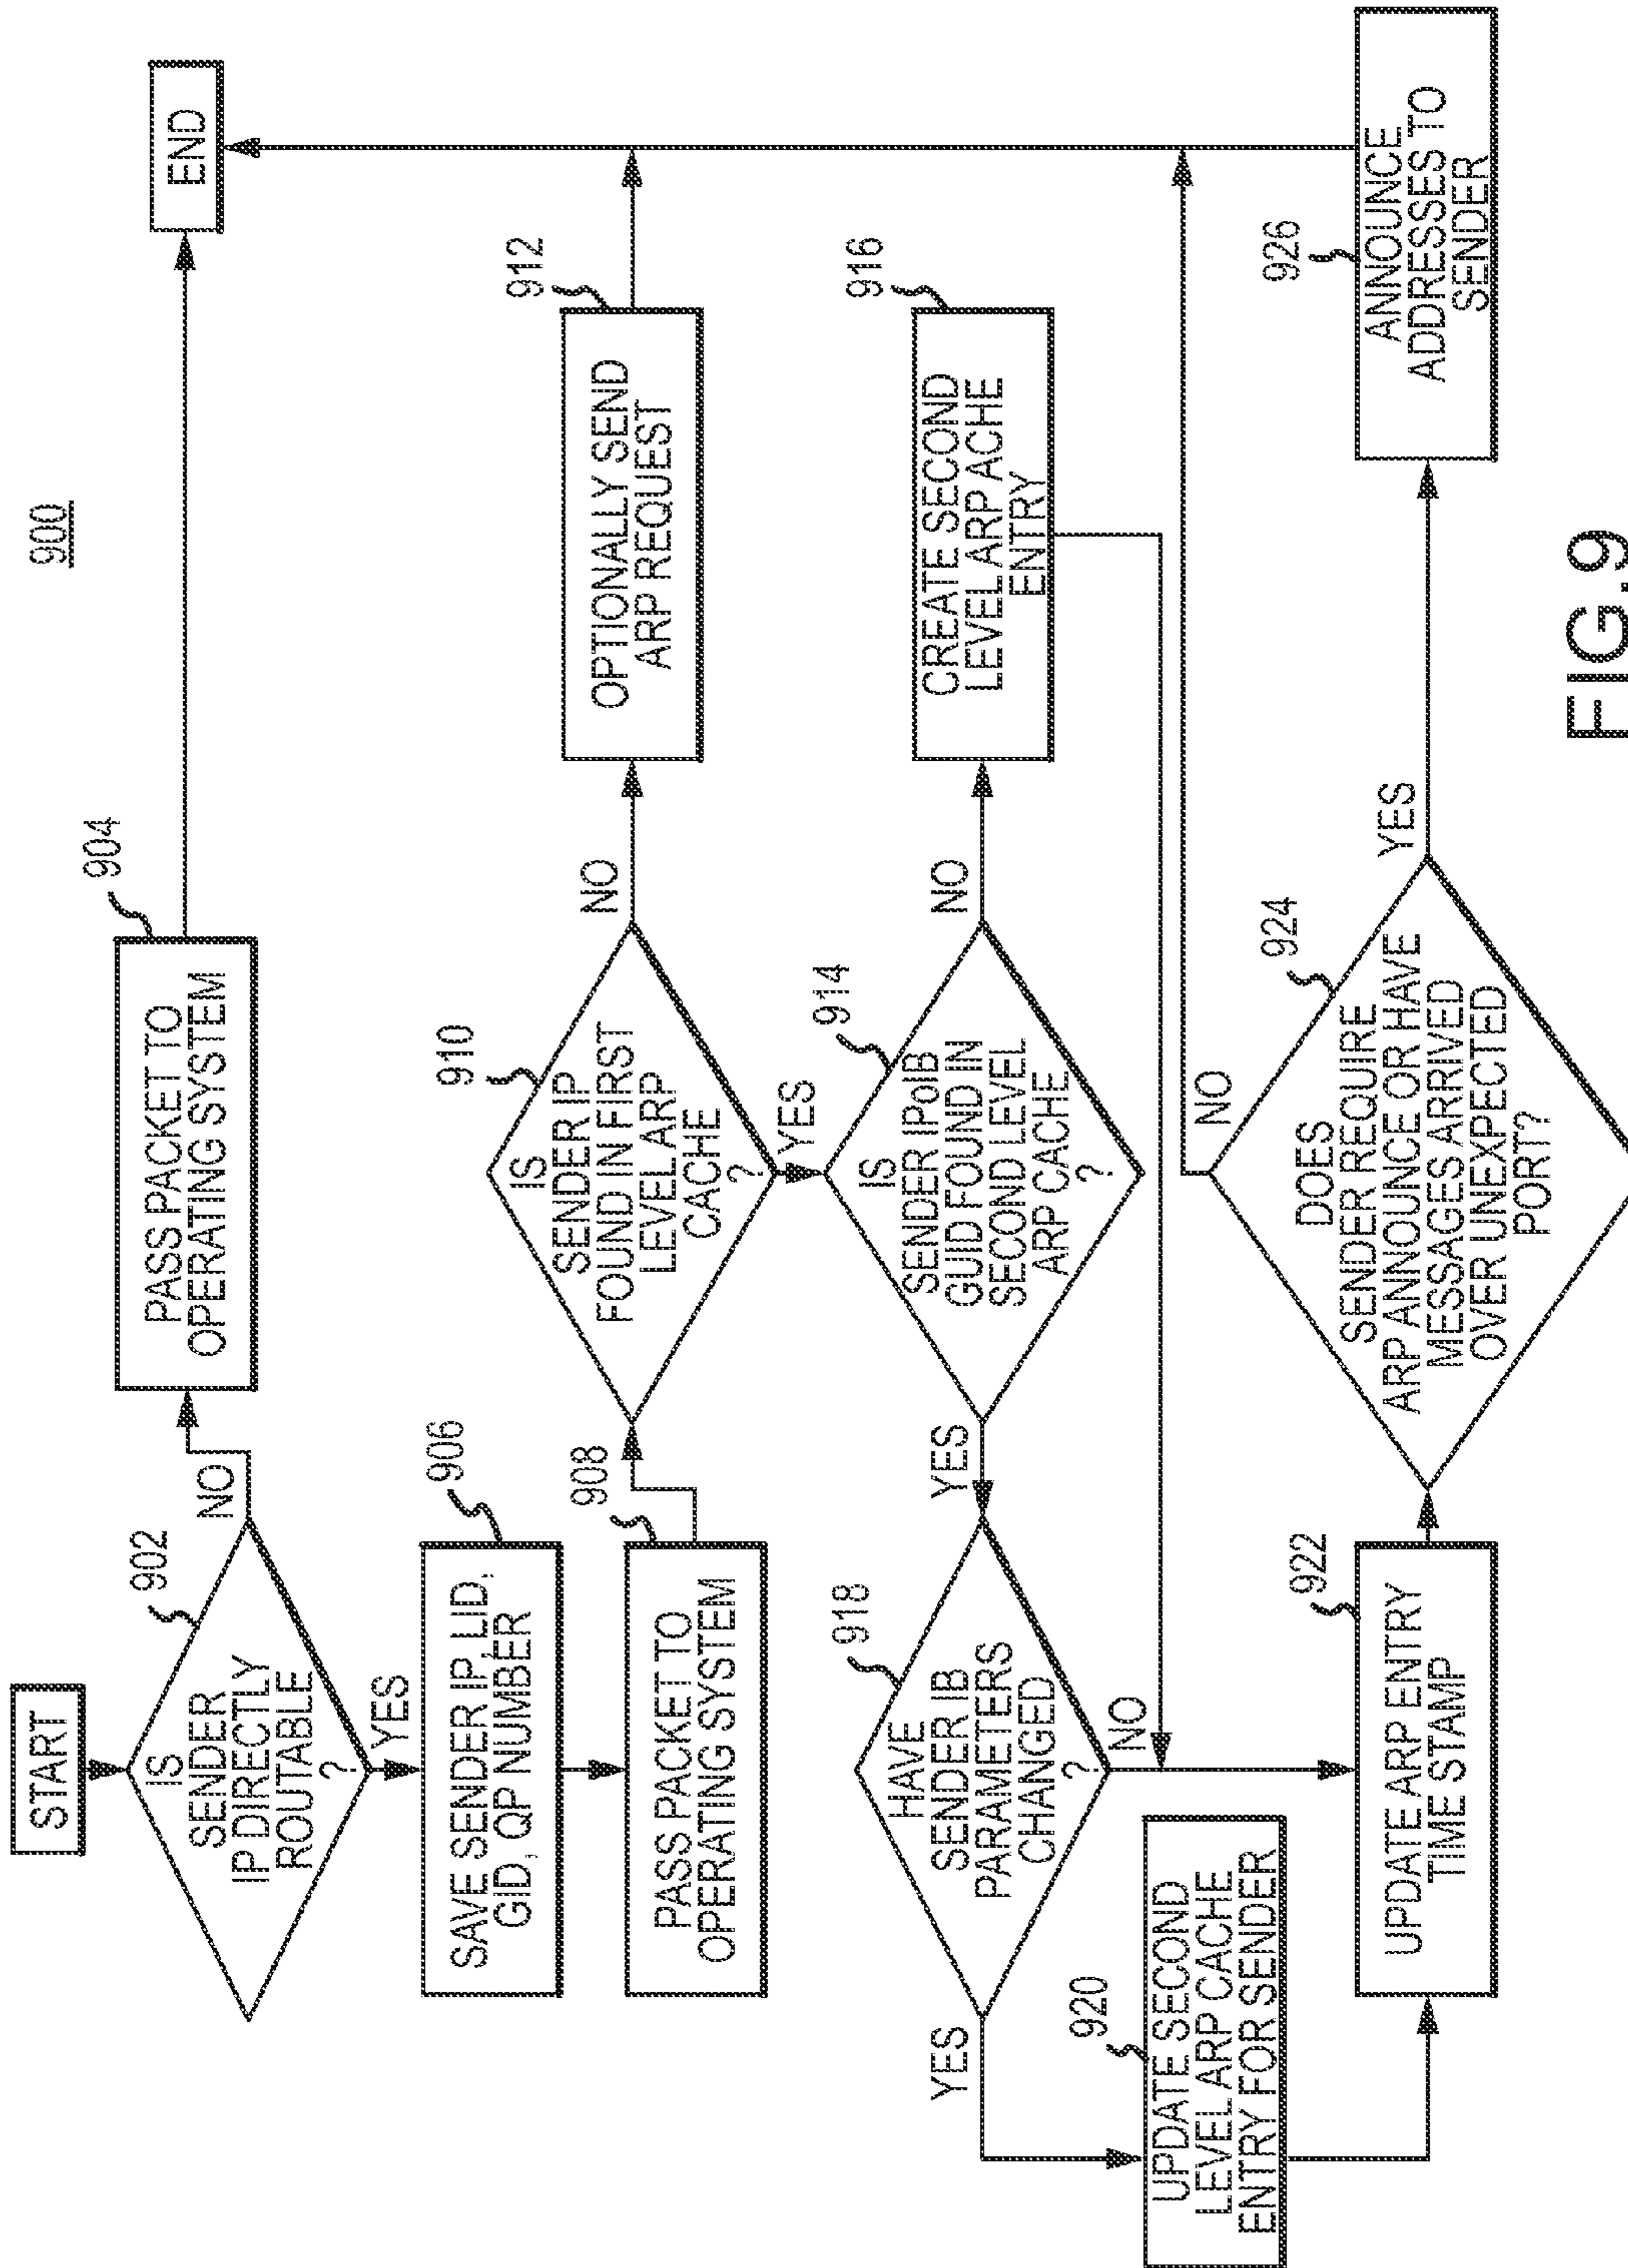 900
START
IS
SENDER
IP DIRECTLY
ROUTABLE
?
902
NO
YES
PASS PACKET TO
OPERATING SYSTEM
904
END
SAVE SENDER IP, LID,
GID, QP NUMBER
906
PASS PACKET TO
OPERATING SYSTEM
908
IS
SENDER IP
FOUND IN FIRST
LEVEL ARP
CACHE
?
910
NO
YES
OPTIONALLY SEND
ARP REQUEST
912
IS
SENDER IPoIB
GUID FOUND IN
SECOND LEVEL
ARP CACHE
?
914
NO
YES
CREATE SECOND
LEVEL ARP ACHE
ENTRY
916
HAVE
SENDER IB
PARAMETERS
CHANGED
?
918
YES
NO
UPDATE SECOND
LEVEL ARP CACHE
ENTRY FOR SENDER
920
UPDATE ARP ENTRY
TIME STAMP
922
DOES
SENDER REQUIRE
ARP ANNOUNCE OR HAVE
MESSAGES ARRIVED
OVER UNEXPECTED
PORT?
924
NO
YES
ANNOUNCE
ADDRESSES TO
SENDER
926
FIG.9